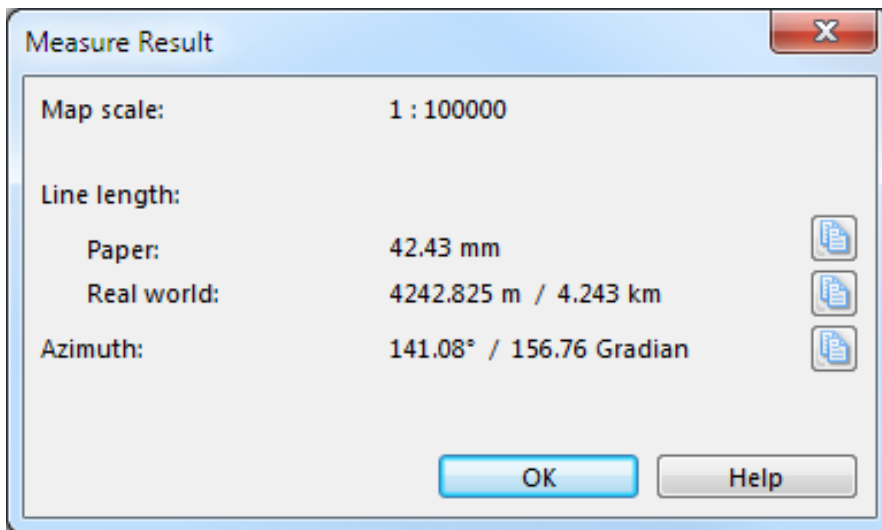 Measure Result
Map scale: 1 : 100000
Line length:
Paper: 42.43 mm
Real world: 4242.825 m / 4.243 km
Azimuth: 141.08° / 156.76 Gradian
OK Help